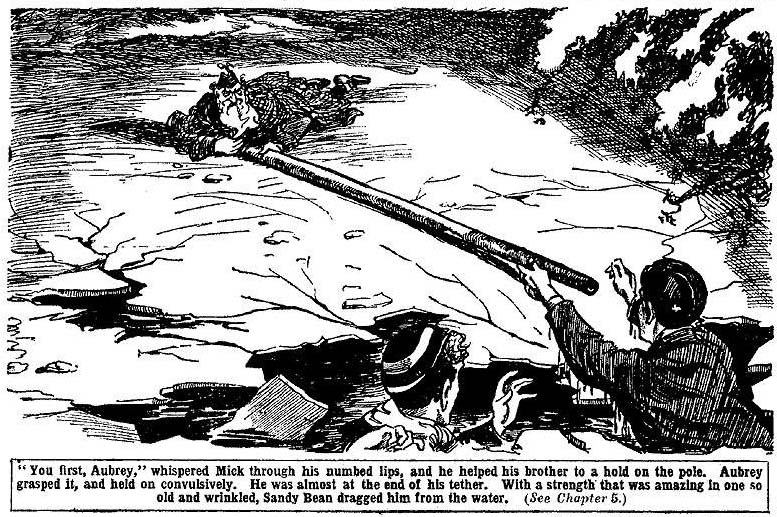 "You first, Aubrey," whispered Mick through his numbed lips, and he helped his brother to a hold on the pole. Aubrey
grasped it, and held on convulsively. He was almost at the end of his tether. With a strength that was amazing in one so
old and wrinkled, Sandy Bean dragged him from the water. (See Chapter 5.)